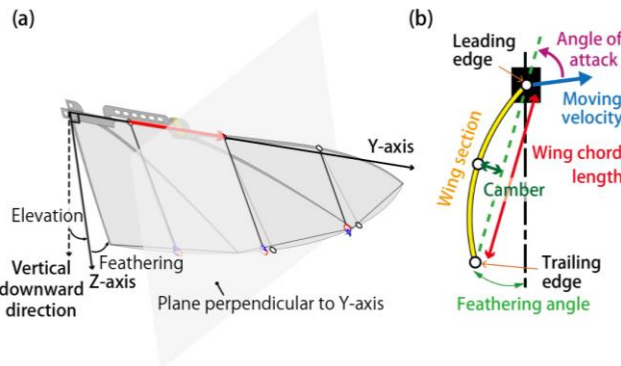 (a)
Y-axis
Elevation
Feathering
Vertical
downward
direction
Z-axis
Plane perpendicular to Y-axis
(b)
Leading
edge
Angle of
attack
Moving
velocity
Wing section
Wing chord
length
Camber
Trailing
edge
Feathering angle